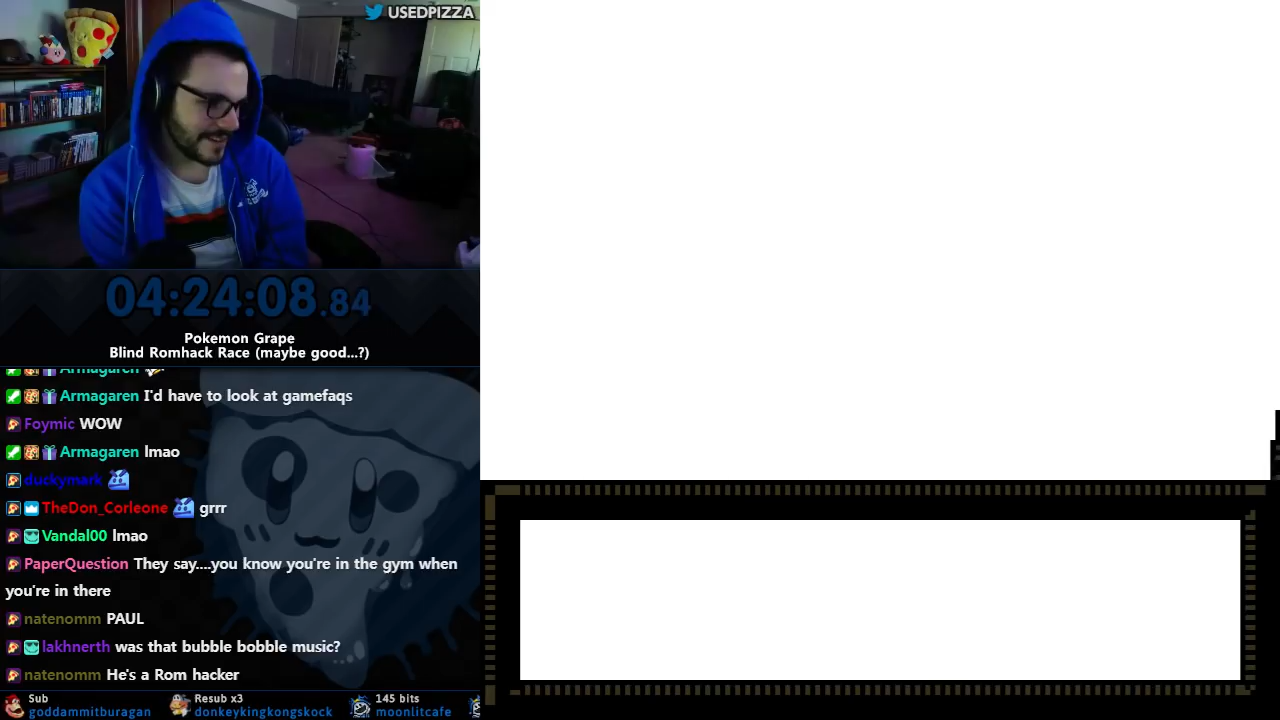 USEDPIZZA
04:24:08.84
Pokemon Grape
Blind Romhack Race (maybe good...?)
Armagaren
Armagaren I'd have to look at gamefaqs
Foymic WOW
Armagaren lmao
duckymark
TheDon_Corleone grrr
Vandal00 lmao
PaperQuestion They say....you know you're in the gym when
you're in there
natenomm PAUL
lakhnerth was that bubble bobble music?
natenomm He's a Rom hacker
Sub
goddammitburagan
Resub x3
donkeykingkongskock
145 bits
moonlitcafe